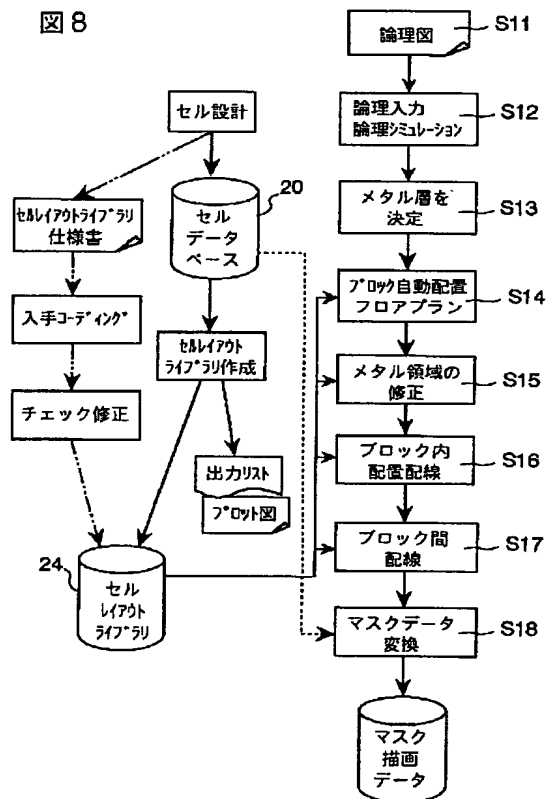 図8
セル設計
セルレイアウトライブラリ
仕様書
入手コーディング
チェック修正
20
セル
データ
ベース
セルレイアウト
ライブラリ作成
出力リスト
プロット図
24
セル
レイアウト
ライブラリ
論理図
S11
論理入力
論理シミュレーション
S12
メタル層を
決定
S13
ブロック自動配置
フロアプラン
S14
メタル領域の
修正
S15
ブロック内
配置配線
S16
ブロック間
配線
S17
マスクデータ
変換
S18
マスク
描画
データ